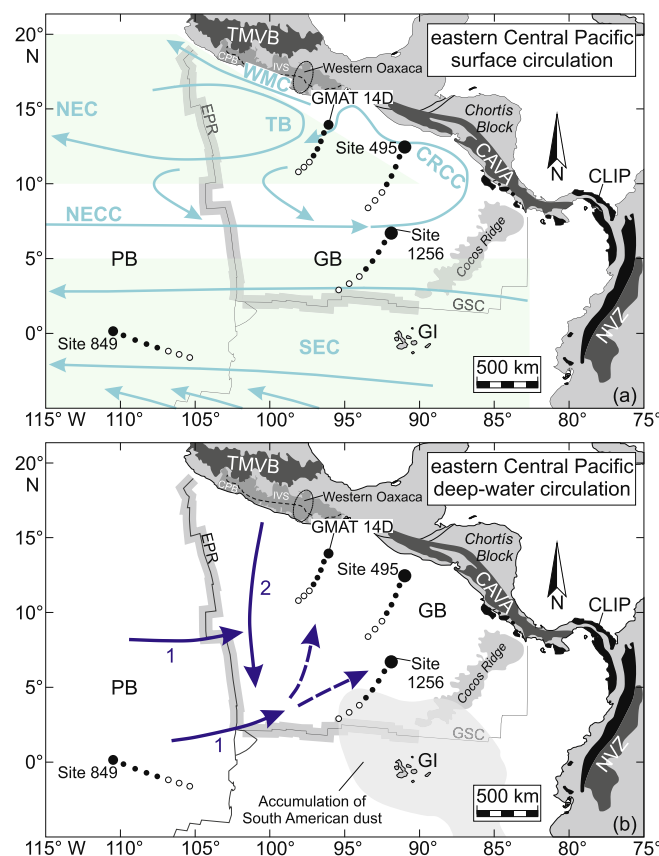 20°
N
15°
10°
5°
0°
TMVB
CPB
IVS
Western Oaxaca
eastern Central Pacific
surface circulation
WMC
GMAT 14D
NEC
EPR
TB
Site 495
CRCC
Chortis
Block
CAVA
N
CLIP
NECC
PB
GB
Site
1256
Cocos Ridge
GSC
NVZ
Site 849
SEC
GI
500 km
(a)
115° W
110°
105°
100°
95°
90°
85°
80°
75°
20°
N
15°
10°
5°
0°
TMVB
CPB
IVS
Western Oaxaca
eastern Central Pacific
deep-water circulation
GMAT 14D
EPR
2
Site 495
Chortis
Block
CAVA
N
GB
CLIP
1
PB
Site
1256
Cocos Ridge
1
GSC
NVZ
Site 849
GI
Accumulation of
South American dust
500 km
(b)
115° W
110°
105°
100°
95°
90°
85°
80°
75°